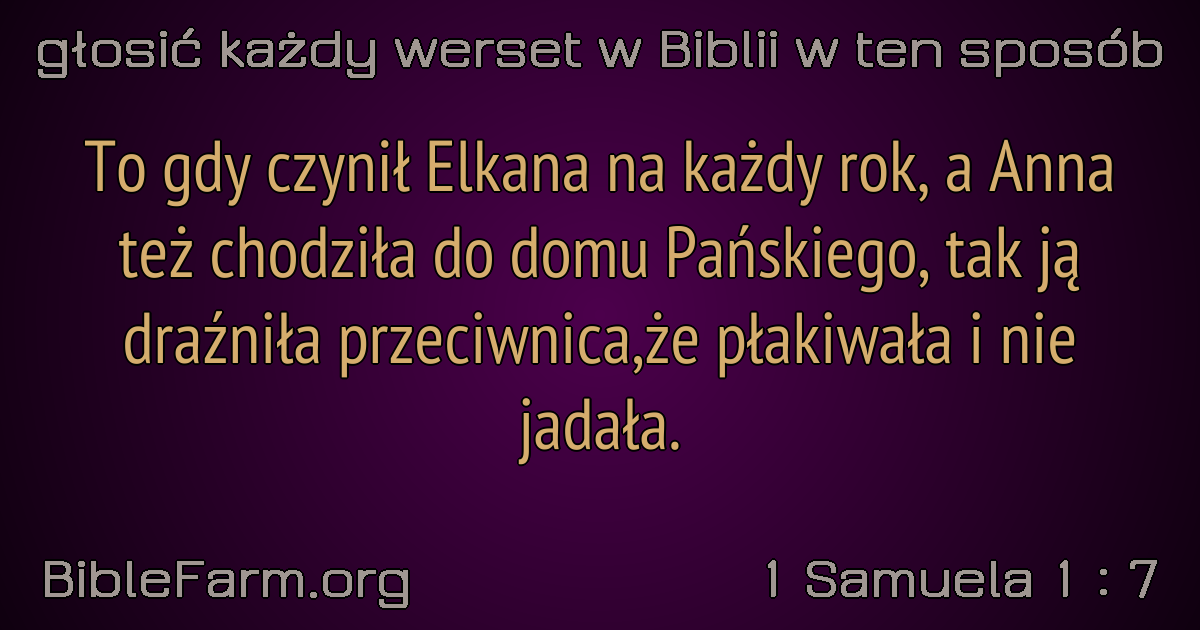 głosić każdy werset w Biblii w ten sposób
To gdy czynił Elkana na każdy rok, a Anna
też chodziła do domu Pańskiego, tak ją
draźniła przeciwnica,że płakiwała i nie
jadała.
BibleFarm.org
1 Samuela 1 : 7